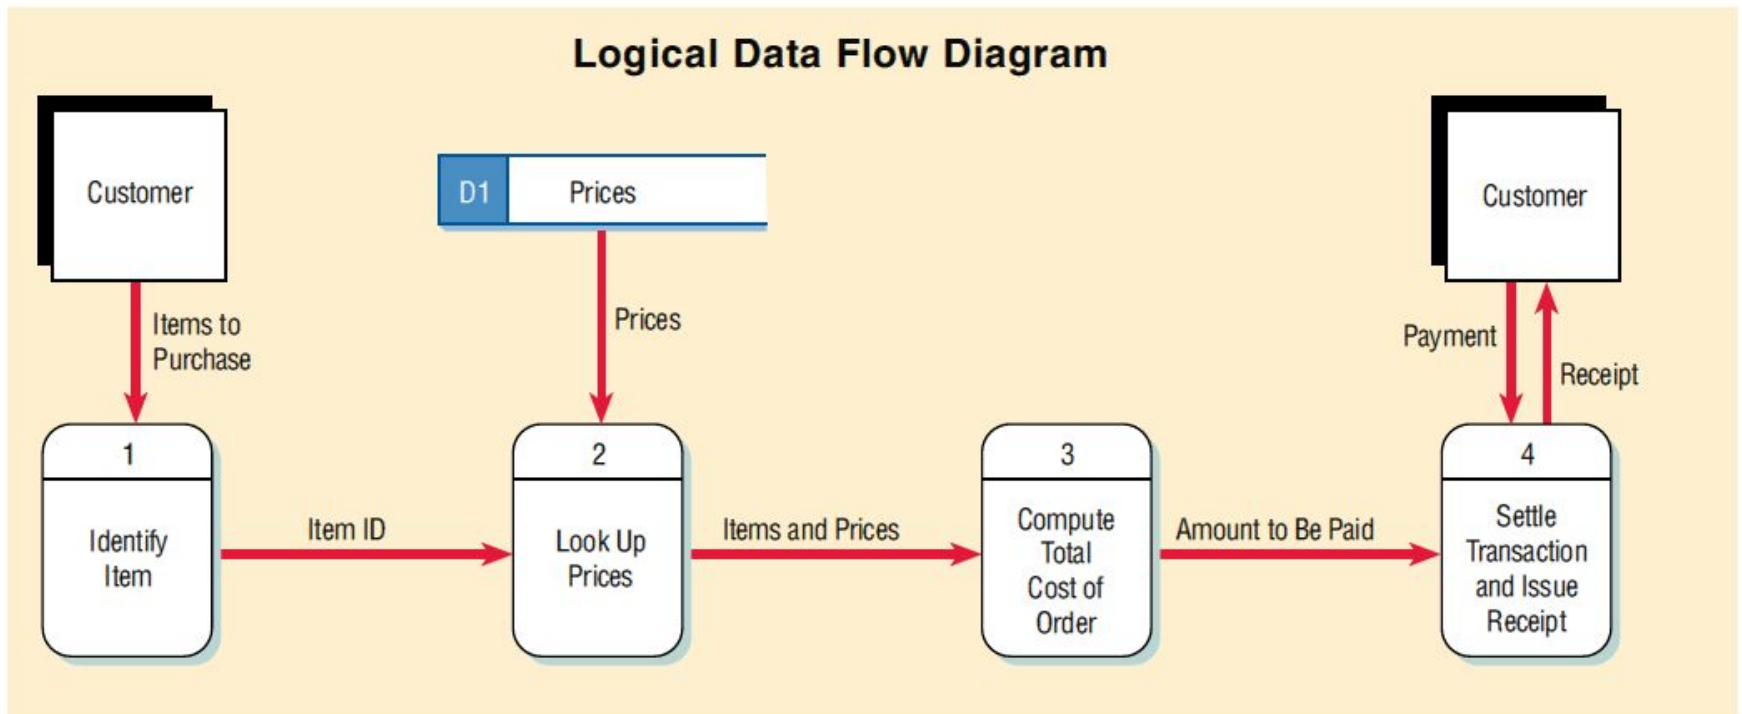 Logical Data Flow Diagram
Customer
D1
Prices
Customer
Items to
Purchase
Prices
Payment
Receipt
1
Identify
Item
Item ID
2
Look Up
Prices
Items and Prices
3
Compute
Total
Cost of
Order
Amount to Be Paid
4
Settle
Transaction
and Issue
Receipt